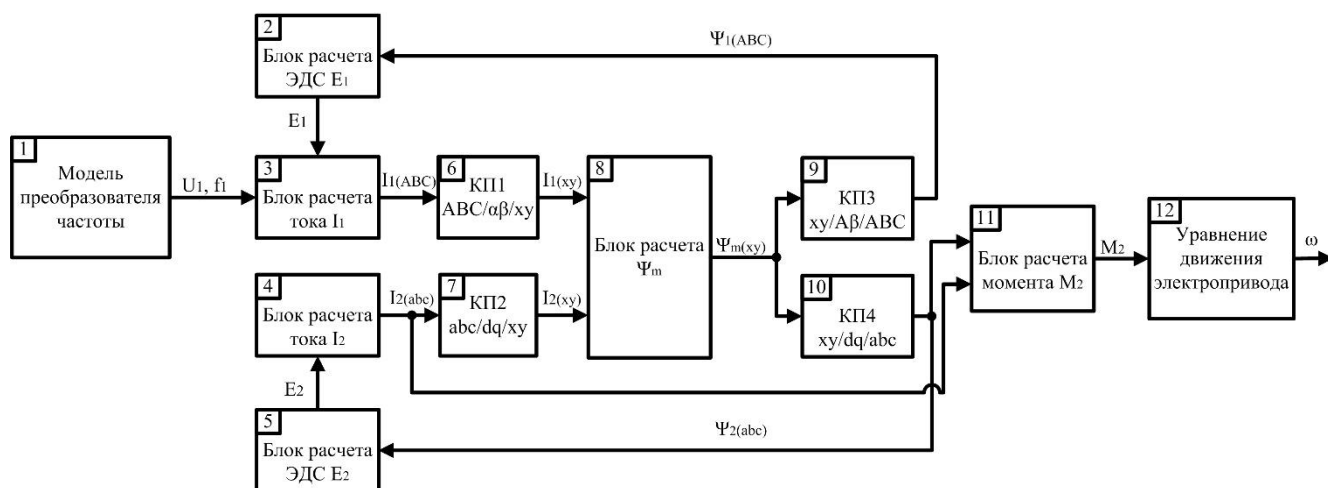 2
Блок расчета
ЭДС E1
Ψ1(ABC)
E1
1
Модель
преобразователя
частоты
U1, f1
3
Блок расчета
тока I1
I1(ABC)
6
КП1
ABC/αβ/xy
I1(xy)
8
Блок расчета
Ψm
Ψm(xy)
9
КП3
xy/Aβ/ABC
4
Блок расчета
тока I2
I2(abc)
7
КП2
abc/dq/xy
I2(xy)
10
КП4
xy/dq/abc
11
Блок расчета
момента M2
M2
12
Уравнение
движения
электропривода
ω
E2
5
Блок расчета
ЭДС E2
Ψ2(abc)